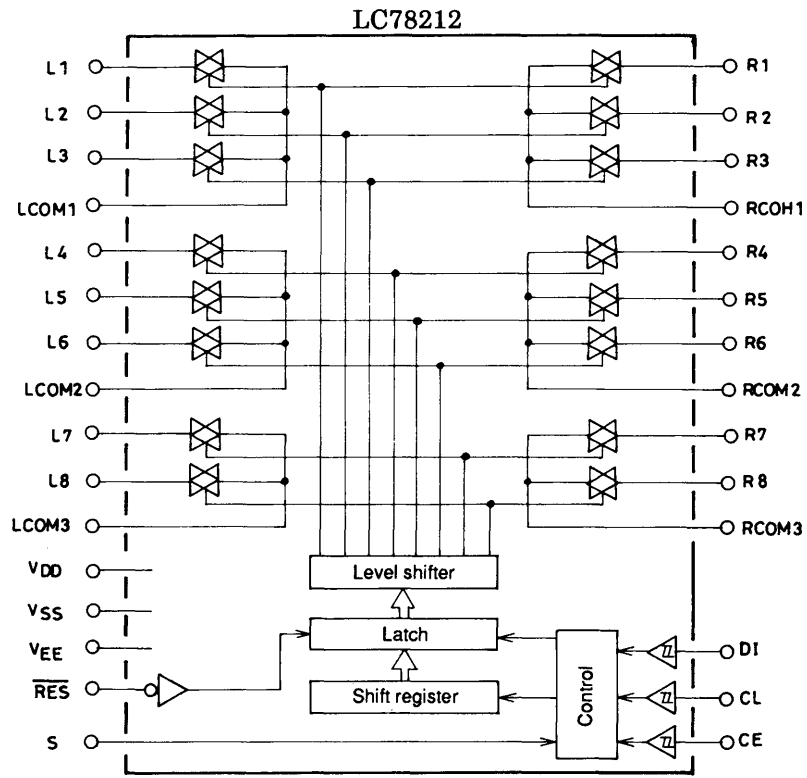 LC78212
L1
R1
L2
R2
L3
R3
LCOM1
RCOH1
L4
R4
L5
R5
L6
R6
LCOM2
RCOM2
L7
R7
L8
R8
LCOM3
RCOM3
VDD
Level shifter
VSS
Latch
VEE
DI
RES
Shift register
Control
CL
S
CE